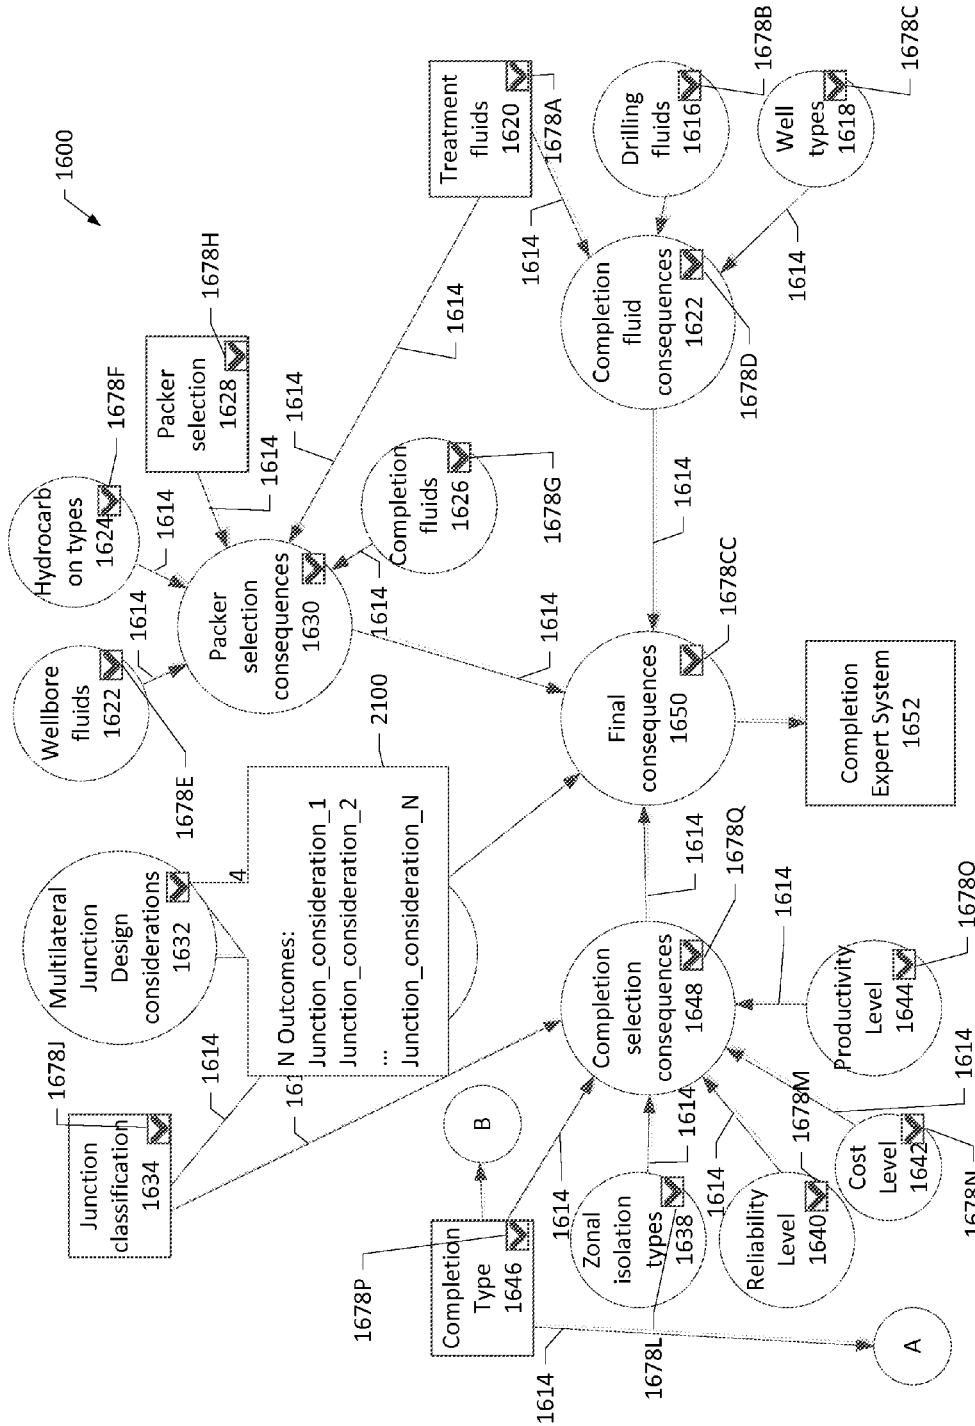 1600
Hydrocarb
on types
1624
1678F
1614
Wellbore
fluids
1622
1678E
1614
Packer
selection
1628
1678H
1614
1614
1614
Packer
selection
consequences
1630
Completion
fluids
1626
1678G
1614
1614
Treatment
fluids
1620
1678A
1614
Drilling
fluids
1616
1678B
Well
types
1618
1678C
1614
Completion
fluid
consequences
1622
1678D
1614
Multilateral
Junction
Design
considerations
1632
4
2100
N Outcomes:
Junction_consideration_1
Junction_consideration_2
...
Junction_consideration_N
Junction
classification
1634
1678J
1614
161
Final
consequences
1650
1678CC
Completion
Expert System
1652
Completion
selection
consequences
1648
1678Q
1614
B
Completion
Type
1646
1678P
1614
1614
A
Zonal
isolation
types
1638
1678L
1614
Reliability
Level
1640
1678M
1614
Cost
Level
1642
1678N
1614
Productivity
Level
1644
1678O
1614